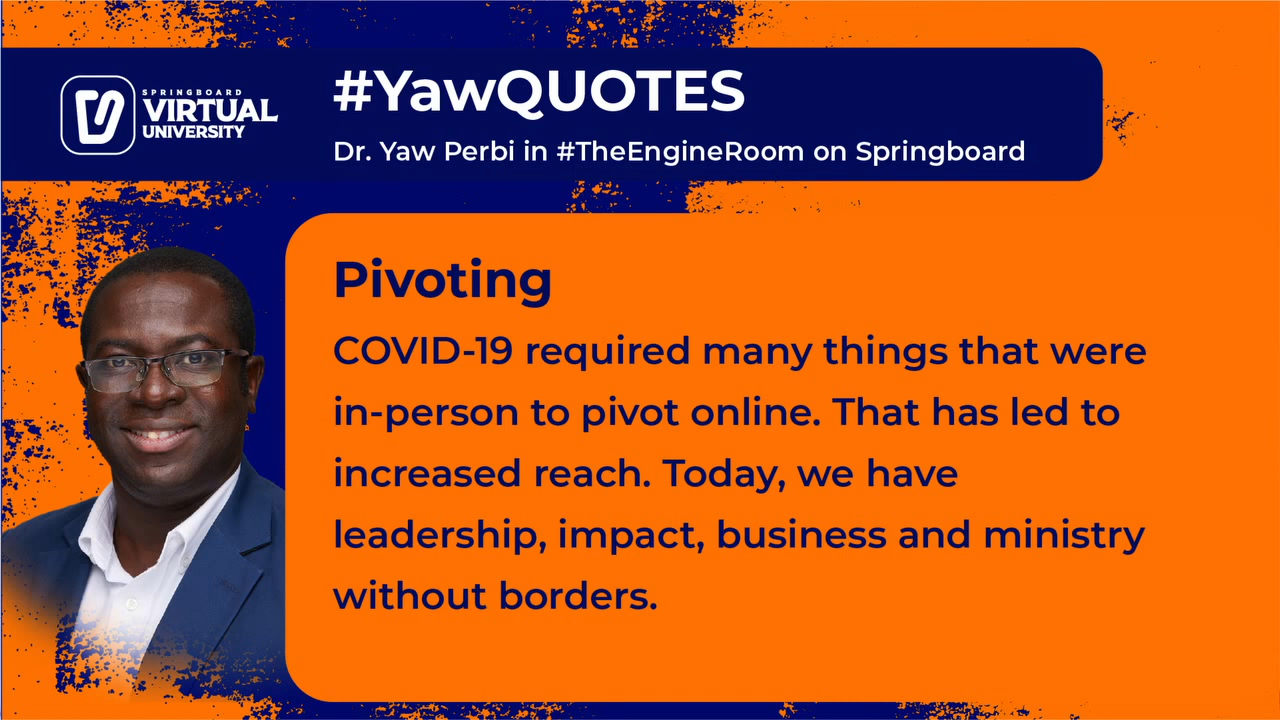 SPRINGBOARD
VIRTUAL
UNIVERSITY
#YawQUOTES
Dr. Yaw Perbi in #TheEngineRoom on Springboard
Pivoting
COVID-19 required many things that were
in-person to pivot online. That has led to
increased reach. Today, we have
leadership, impact, business and ministry
without borders.